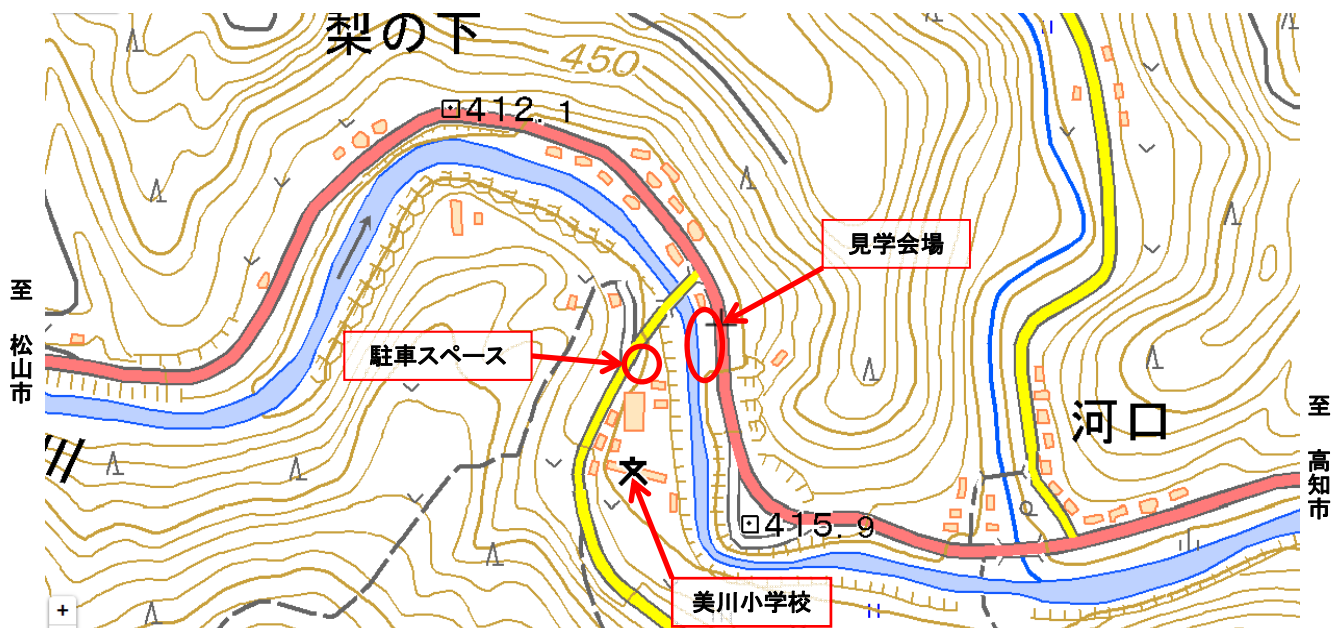 梨の下
450
412.1
見学会場
至 松山市
駐車スペース
河口
至 高知市
川
415.9
美川小学校
+